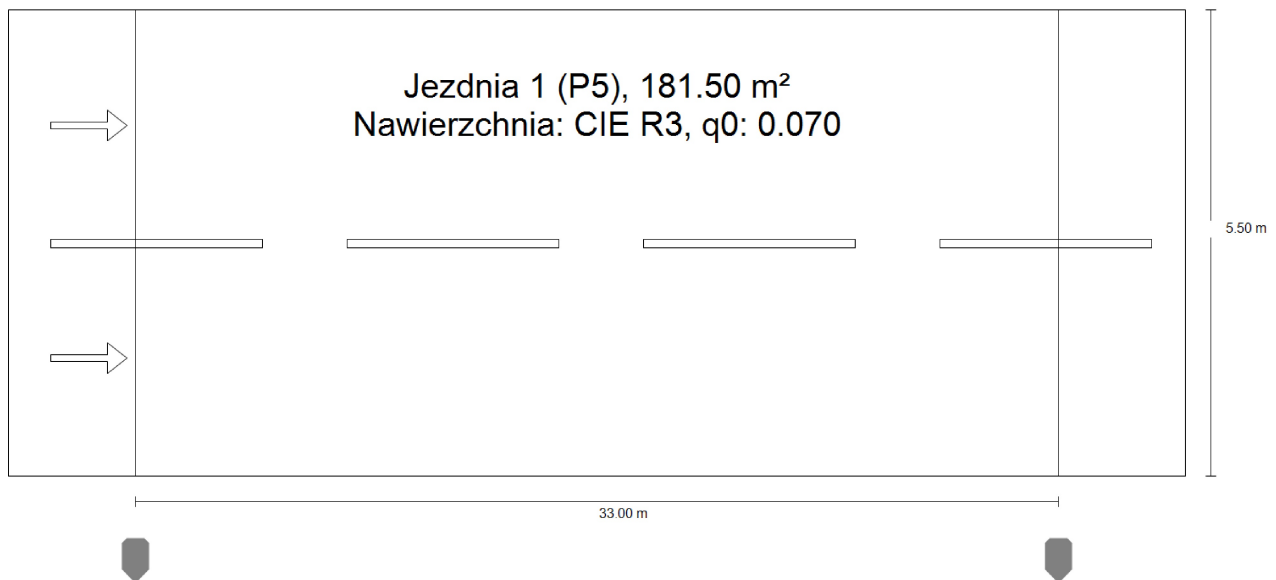 Jezdnia 1 (P5), 181.50 m²
Nawierzchnia: CIE R3, q0: 0.070
5.50 m
33.00 m